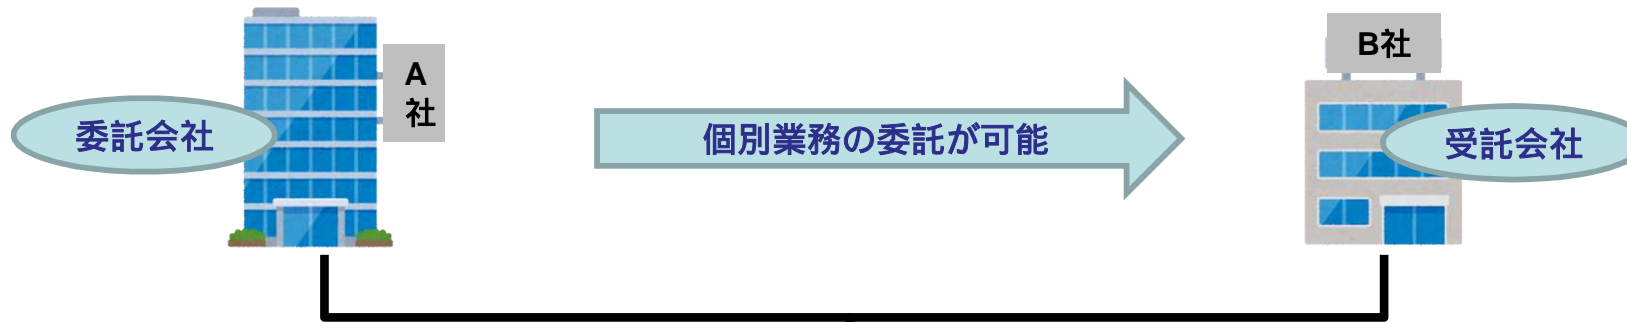 A
社
B社
委託会社
個別業務の委託が可能
受託会社